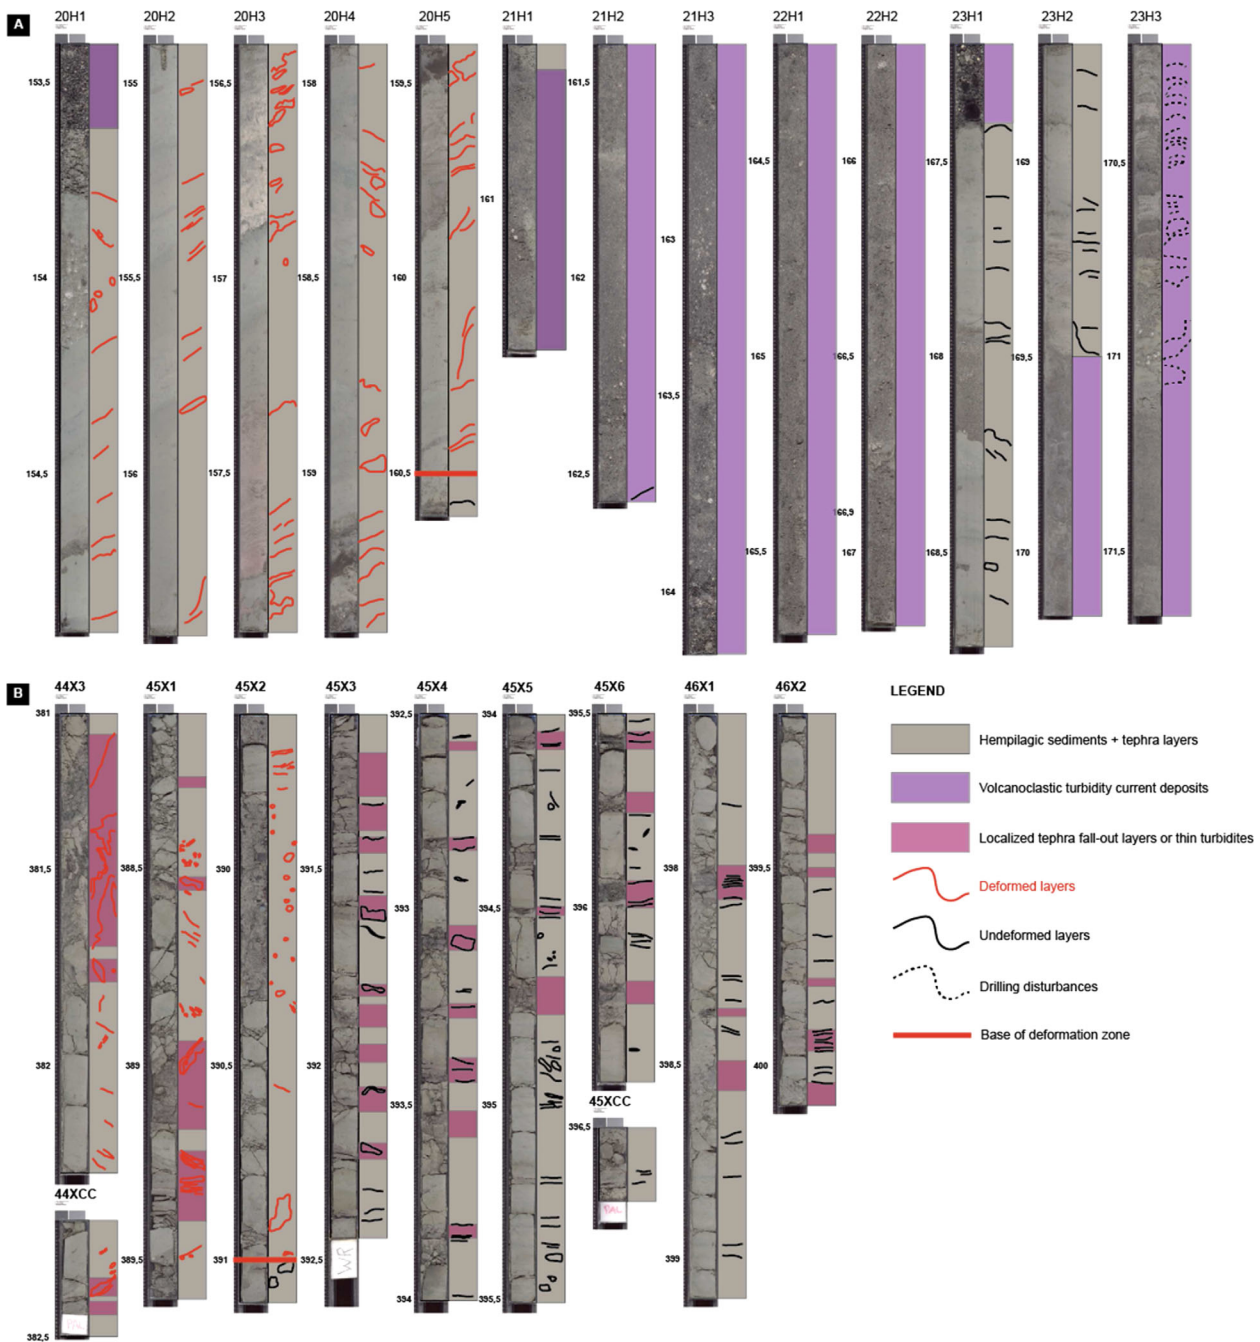 A
20H1 20H2 20H3 20H4 20H5 21H1 21H2 21H3 22H1 22H2 23H1 23H2 23H3
153,5 155 156,5 158 159,5 161,5
164,5 166 167,5 169 170,5
161
163
154 155,5 157 158,5 160 162
165 166,5 168 169,5 171
163,5
154,5 156 157,5 159 160,5 162,5
166,9
165,5 167 168,5 170 171,5
164
B
44X3 45X1 45X2 45X3 45X4 45X5 45X6 46X1 46X2
381 392,5 394 395,5
381,5 388,5 390 391,5 398 399,5
393 394,5 396
382 389 390,5 392 398,5 400
393,5 395
45XCC
396,5
44XCC
389,5 391 392,5 399
WR
PAL
394 395,5
PAL
382,5
LEGEND
Hempilagic sediments + tephra layers
Volcanoclastic turbidity current deposits
Localized tephra fall-out layers or thin turbidites
Deformed layers
Undeformed layers
Drilling disturbances
Base of deformation zone